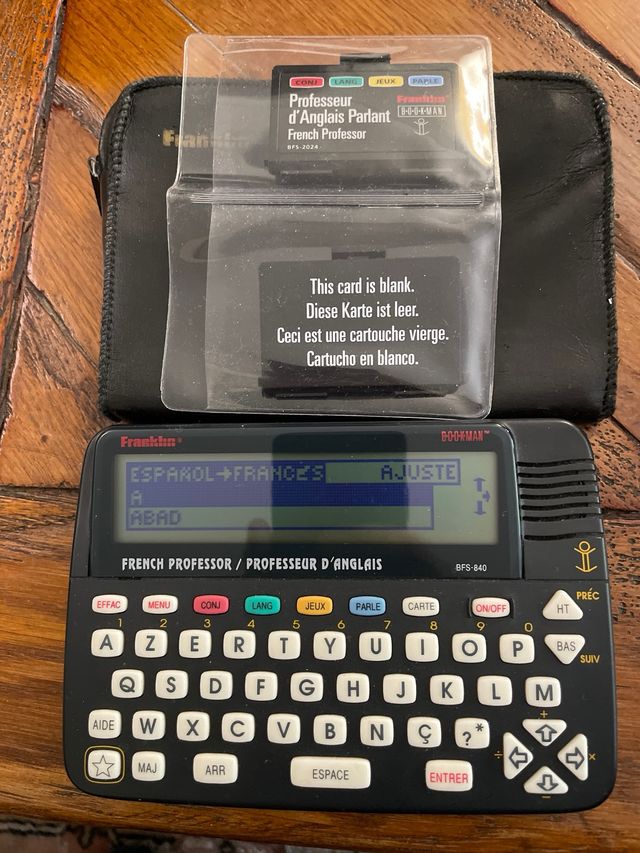 CONJ LANG JEUX PARLE
Professeur
d'Anglais Parlant
French Professor
BFS-2024
Franklin
BOOKMAN
Franklin
This card is blank.
Diese Karte ist leer.
Ceci est une cartouche vierge.
Cartucho en blanco.
Franklin® BOOKMAN™
ESPAÑOL→FRANCÉS AJUSTE
A
ABAD
FRENCH PROFESSOR / PROFESSEUR D'ANGLAIS BFS-840
EFFAC MENU CONJ LANG JEUX PARLE CARTE ON/OFF HT PRÉC
1 2 3 4 5 6 7 8 9 0
A Z E R T Y U I O P BAS SUIV
Q S D F G H J K L M
AIDE W X C V B N Ç ?* + ÷ × −
MAJ ARR ESPACE ENTRER